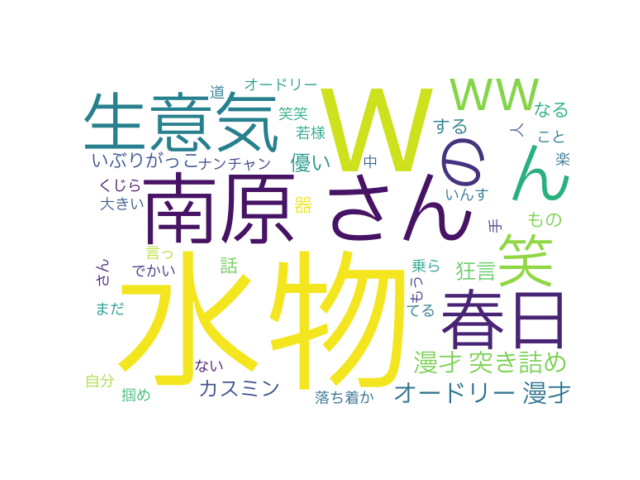 道 オードリー
生意気 笑笑 w ww なる
若様 する 人 こと
いぶりがっこ ナンチャン 優い 中 の ん 楽
くじら 南原 さん いんす
大きい 器 手 もの
さん 言っ 話 乗ら 狂言 笑
でかい もう
まだ 水物 てる 春日
ない 漫才 突き詰め
自分 カスミン オードリー 漫才
掴め 落ち着か